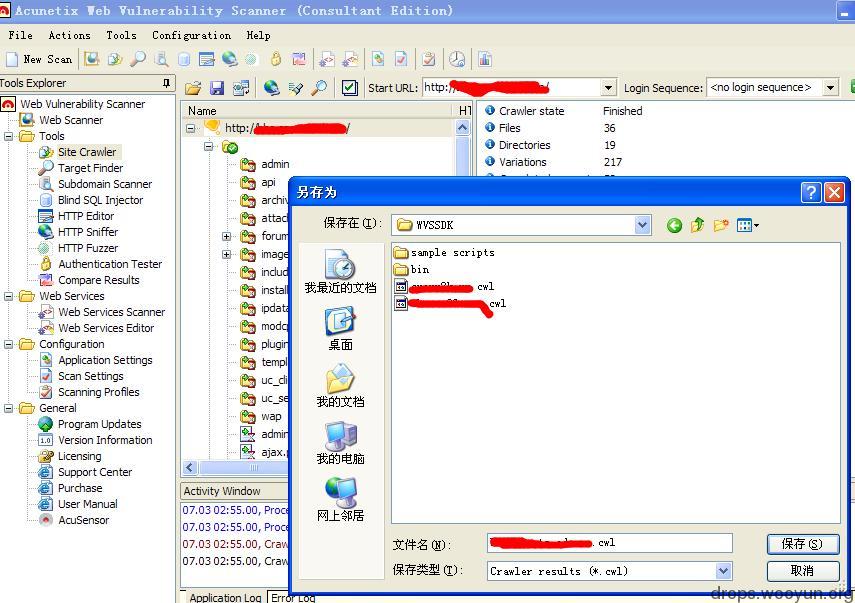 Acunetix Web Vulnerability Scanner (Consultant Edition)
File Actions Tools Configuration Help
New Scan
Tools Explorer
Start URL: http:/
Login Sequence: <no login sequence>
Web Vulnerability Scanner
Web Scanner
Tools
Site Crawler
Target Finder
Subdomain Scanner
Blind SQL Injector
HTTP Editor
HTTP Sniffer
HTTP Fuzzer
Authentication Tester
Compare Results
Web Services
Web Services Scanner
Web Services Editor
Configuration
Application Settings
Scan Settings
Scanning Profiles
General
Program Updates
Version Information
Licensing
Support Center
Purchase
User Manual
AcuSensor
Name HT
http:/
admin
api
archiv
attac
forum
image
includ
install
ipdata
modcp
plugin
templ
uc_cli
uc_se
wap
admin
ajax.p
Crawler state Finished
Files 36
Directories 19
Variations 217
Activity Window
07.03 02:55.00, Proce
07.03 02:55.00, Proce
07.03 02:55.00, Craw
07.03 02:55.00, Craw
Application Log Error Log
另存为
保存在(I): WVSSDK
我最近的文档
桌面
我的文档
我的电脑
网上邻居
sample scripts
bin
.cwl
.cwl
文件名(N): .cwl
保存(S)
保存类型(T): Crawler results (*.cwl)
取消
drops.wooyun.org